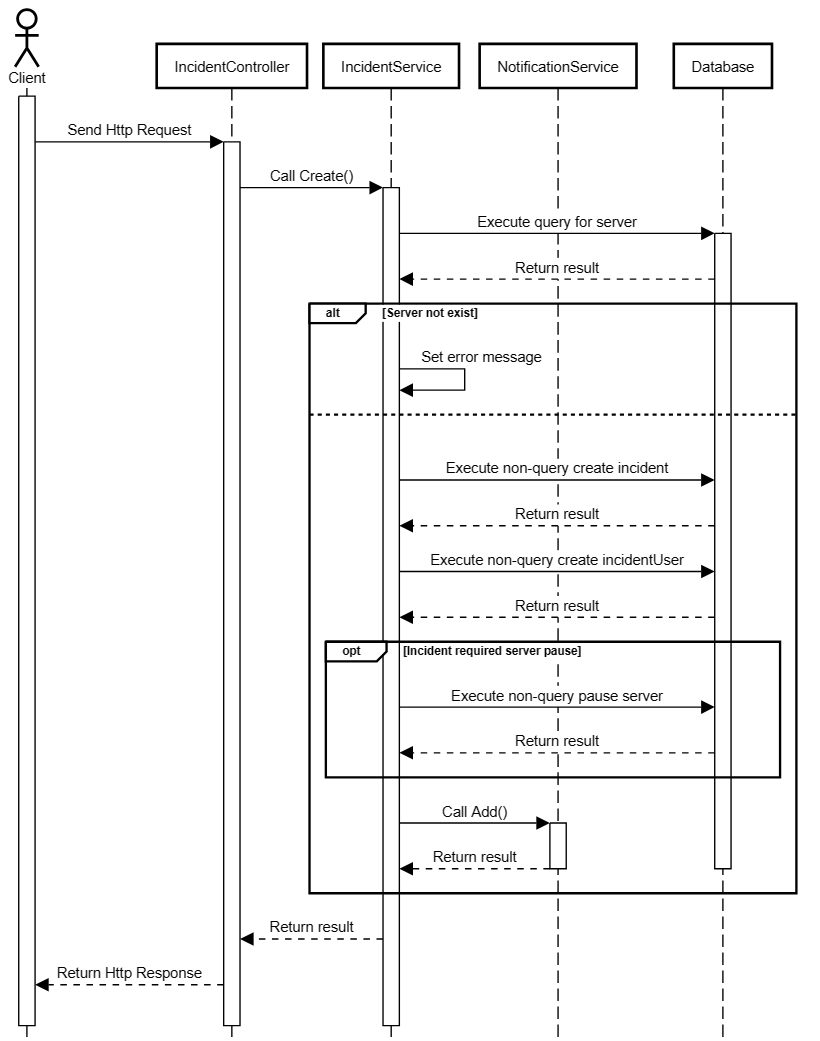 Client
IncidentController
IncidentService
NotificationService
Database
Send Http Request
Call Create()
Execute query for server
Return result
alt
[Server not exist]
Set error message
Execute non-query create incident
Return result
Execute non-query create incidentUser
Return result
opt
[Incident required server pause]
Execute non-query pause server
Return result
Call Add()
Return result
Return result
Return Http Response